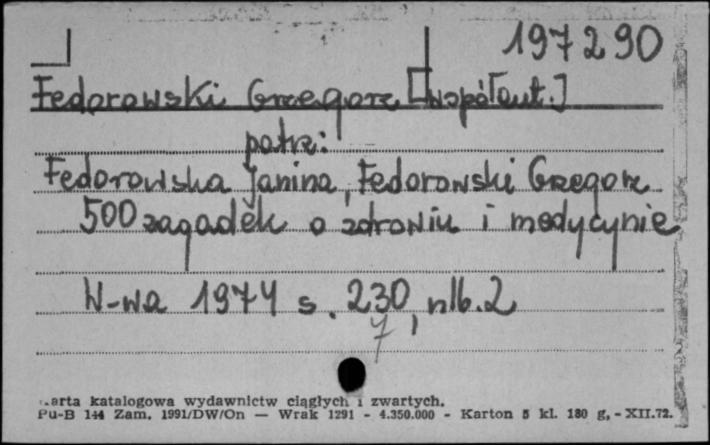 197290
Fedorowski Grzegorz [współaut.]
patrz:
Fedorowska Janina, Fedorowski Grzegorz
500 zagadek o zdrowiu i medycynie
W-wa 1974 s. 230, nlb. 2
7
Karta katalogowa wydawnictw ciągłych i zwartych.
Pu-B 144 Zam. 1991/DW/On — Wrak 1291 - 4.350.000 - Karton 5 kl. 180 g, - XII.72.